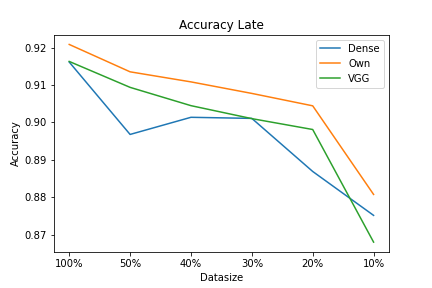 Accuracy Late
Dense
Own
VGG
0.92
0.91
0.90
0.89
0.88
0.87
Accuracy
100%
50%
40%
30%
20%
10%
Datasize